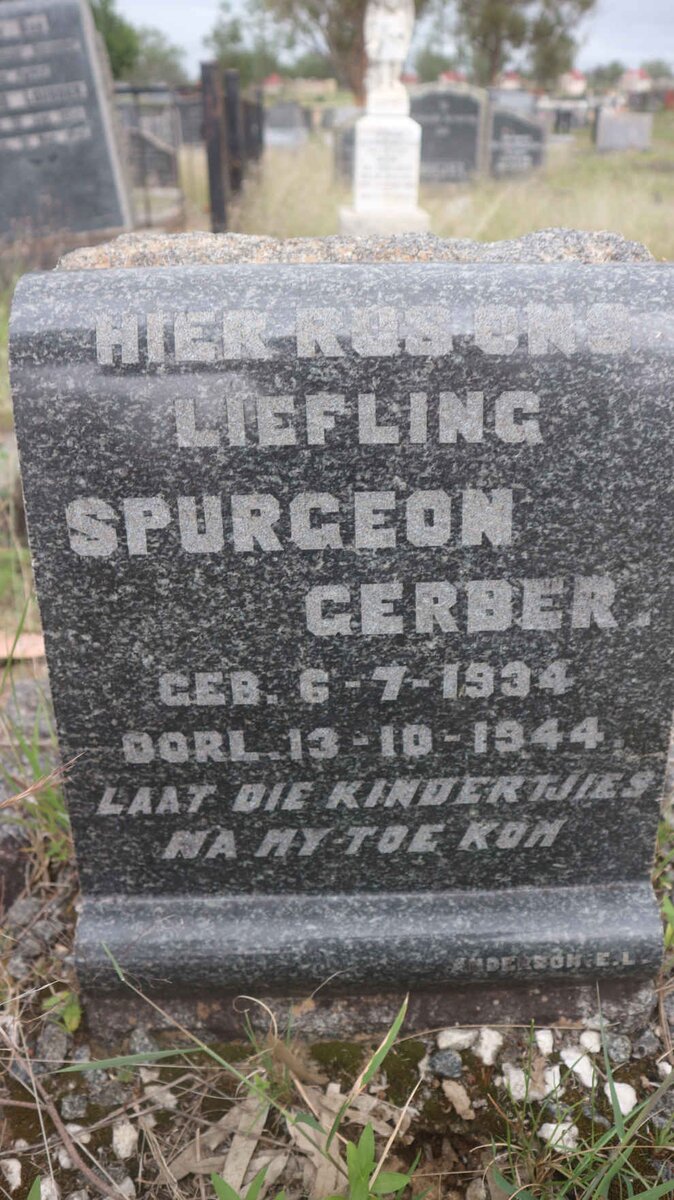 HIER RUS ONS
LIEFLING
SPURGEON
GERBER.
GEB. 6-7-1934
OORL. 13-10-1944.
LAAT DIE KINDERTJIES
NA MY TOE KOM
ANDERSON. E.L.